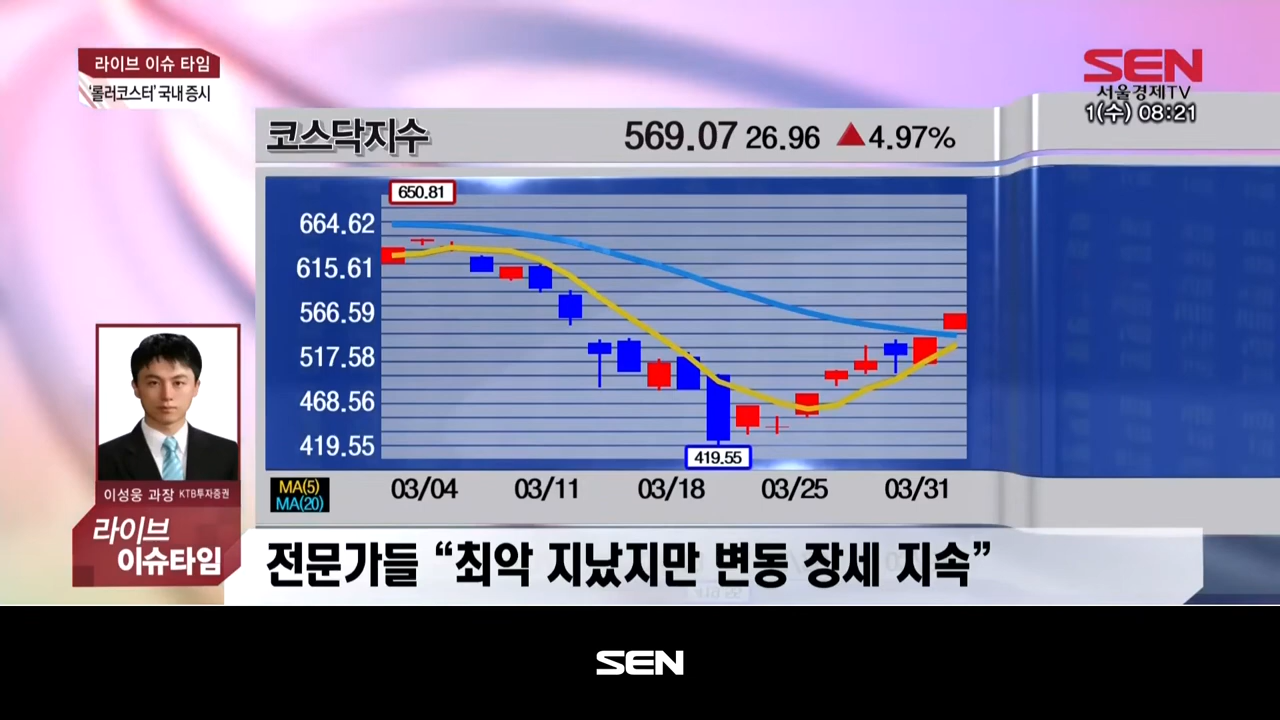 라이브 이슈 타임
'롤러코스터' 국내 증시
SEN
서울경제TV
1(수) 08:21
코스닥지수 569.07 26.96 ▲4.97%
650.81
664.62
615.61
566.59
517.58
468.56
419.55
419.55
MA(5)
MA(20)
03/04 03/11 03/18 03/25 03/31
이성웅 과장 KTB투자증권
라이브
이슈타임
전문가들 “최악 지났지만 변동 장세 지속”
SEN